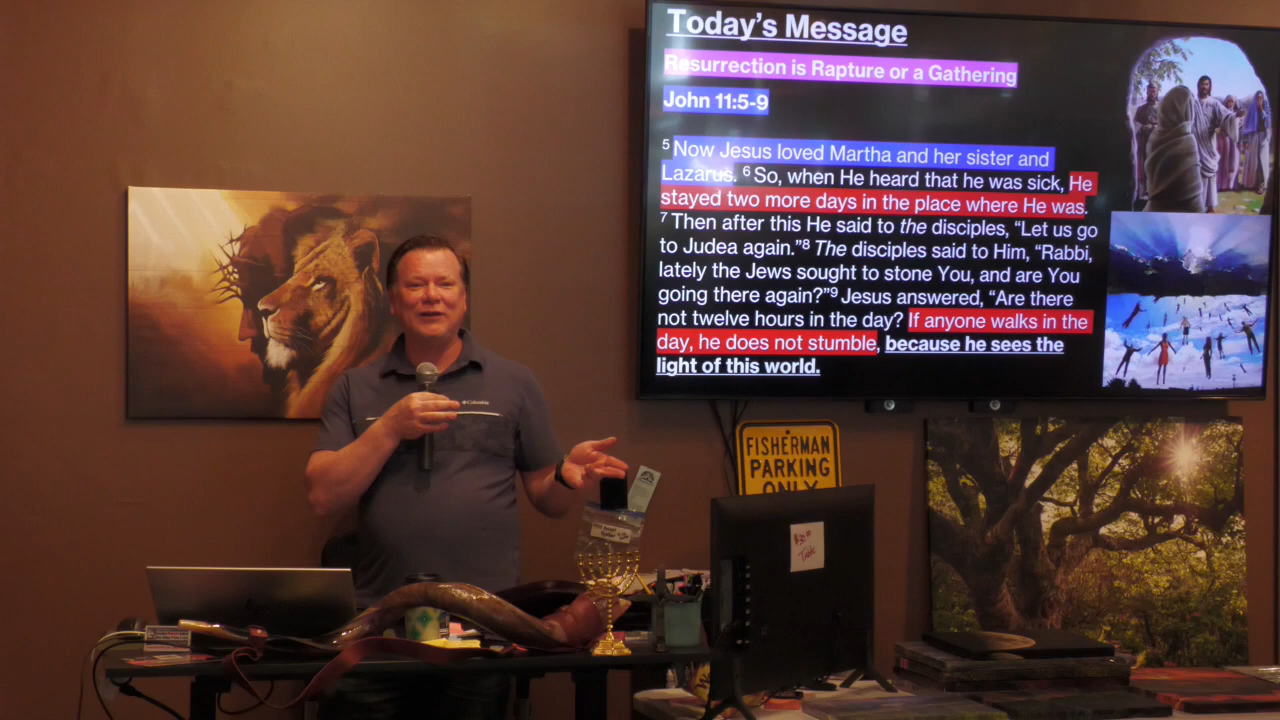 Today's Message
Resurrection is Rapture or a Gathering
John 11:5-9
5 Now Jesus loved Martha and her sister and
Lazarus. 6 So, when He heard that he was sick, He
stayed two more days in the place where He was.
7 Then after this He said to the disciples, “Let us go
to Judea again.”8 The disciples said to Him, “Rabbi,
lately the Jews sought to stone You, and are You
going there again?”9 Jesus answered, “Are there
not twelve hours in the day? If anyone walks in the
day, he does not stumble, because he sees the
light of this world.
Columbia
FISHERMAN
PARKING
ONLY
Table